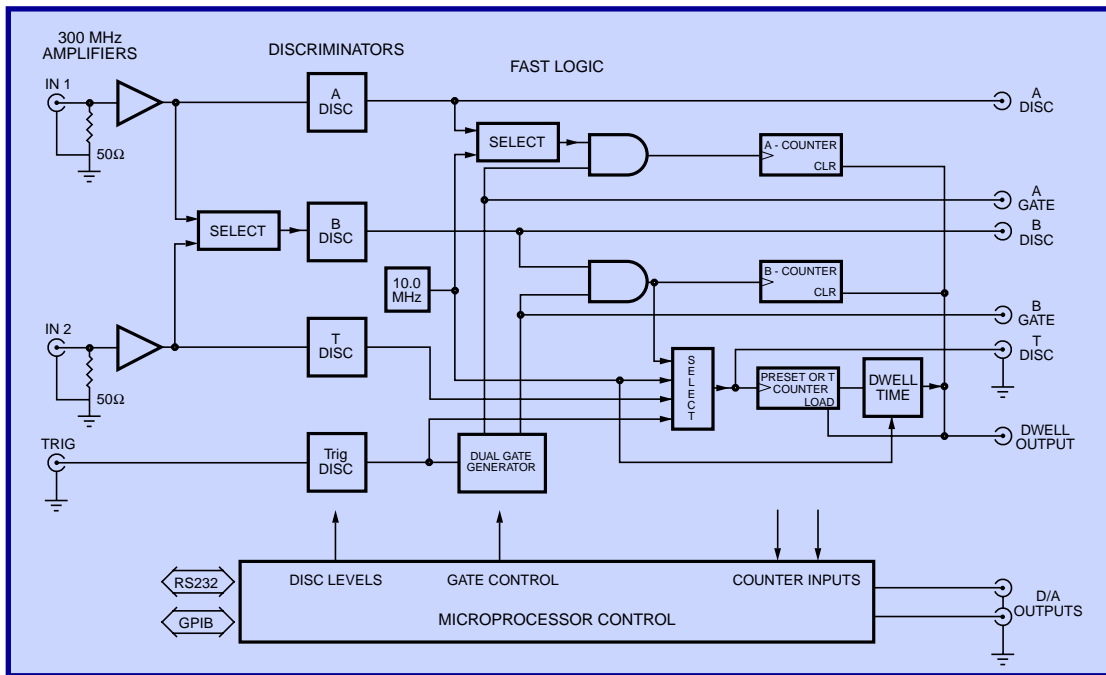 300 MHz
AMPLIFIERS
DISCRIMINATORS
FAST LOGIC
IN 1
50Ω
A
DISC
SELECT
A - COUNTER
CLR
A
DISC
A
GATE
SELECT
B
DISC
B
DISC
10.0
MHz
B - COUNTER
CLR
B
GATE
IN 2
50Ω
T
DISC
SELECT
PRESET OR T
COUNTER
LOAD
DWELL
TIME
T
DISC
DWELL
OUTPUT
TRIG
Trig
DISC
DUAL GATE
GENERATOR
RS232
GPIB
DISC LEVELS
GATE CONTROL
COUNTER INPUTS
MICROPROCESSOR CONTROL
D/A
OUTPUTS